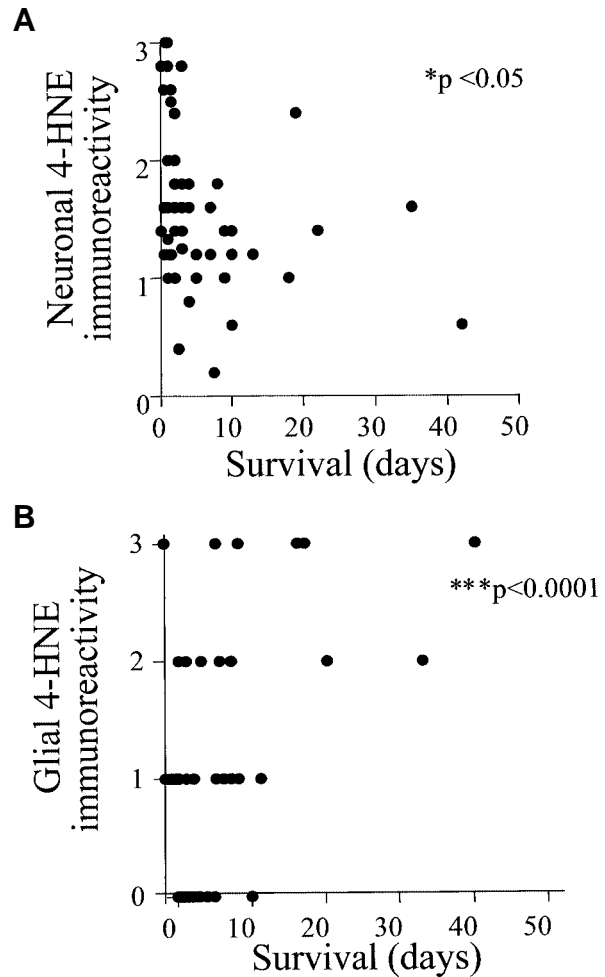 A
Neuronal 4-HNE
immunoreactivity
3
2
1
0
*p <0.05
0 10 20 30 40 50
Survival (days)
B
Glial 4-HNE
immunoreactivity
3
2
1
0
***p<0.0001
0 10 20 30 40 50
Survival (days)